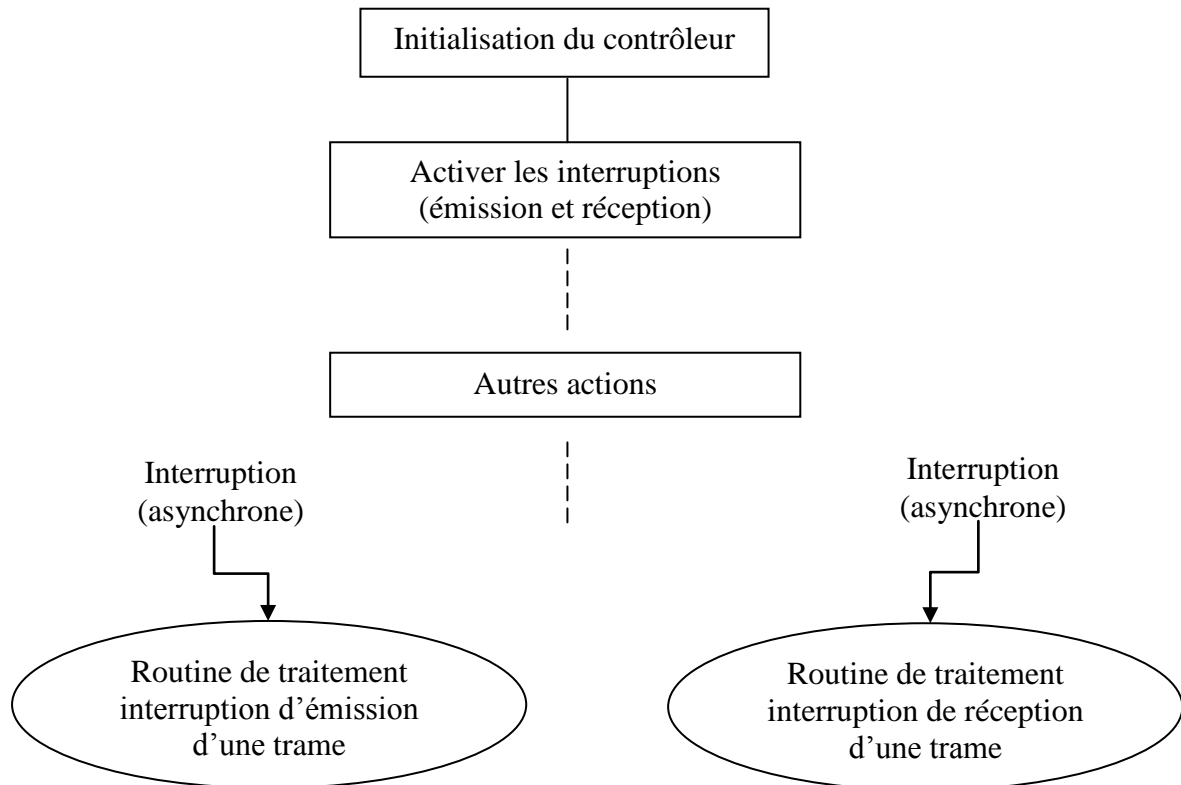 Initialisation du contrôleur
Activer les interruptions
(émission et réception)
Autres actions
Interruption
(asynchrone)
Interruption
(asynchrone)
Routine de traitement
interruption d’émission
d’une trame
Routine de traitement
interruption de réception
d’une trame